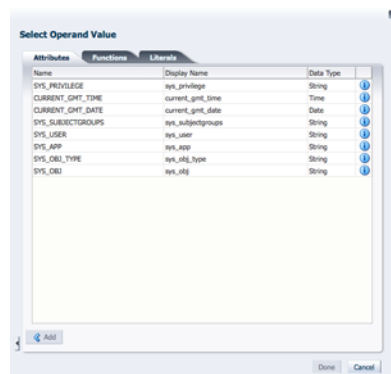 Select Operand Value
Attributes Functions Literals
Name Display Name Data Type
SYS_PRIVILEGE sys_privilege String
CURRENT_GMT_TIME current_gmt_time Time
CURRENT_GMT_DATE current_gmt_date Date
SYS_SUBJECTGROUPS sys_subjectgroups String
SYS_USER sys_user String
SYS_APP sys_app String
SYS_OBJ_TYPE sys_obj_type String
SYS_OBJ sys_obj String
Add
Done Cancel